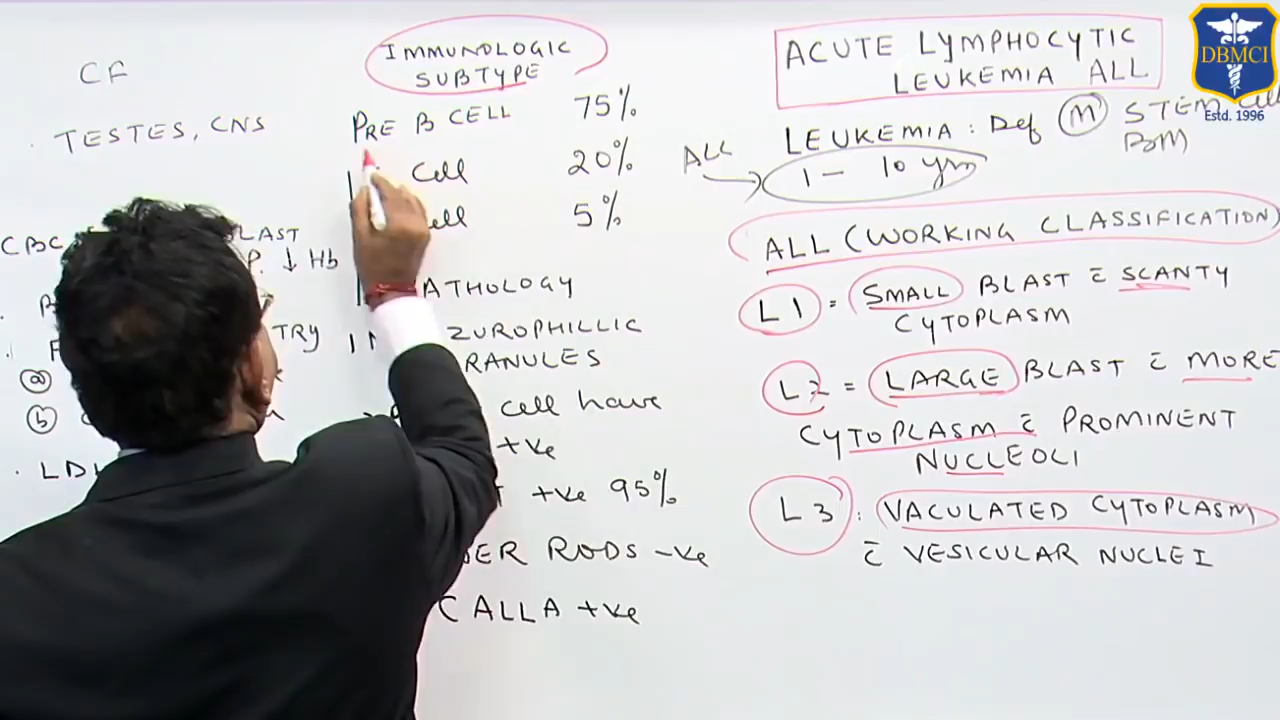 CF
TESTES, CNS
CBC
LAST
↓ Hb
TRY
(a)
(b)
IMMUNOLOGIC
SUBTYPE
PRE B CELL 75%
Cell 20%
ell 5%
ATHOLOGY
ZUROPHILLIC
RANULES
cell have
+ve
+ve 95%
ER RODS -ve
CALLA +ve
ACUTE LYMPHOCYTIC
LEUKEMIA ALL
LEUKEMIA : Def M STEM Cell
BM
ALL → 1 - 10 yrs
ALL (WORKING CLASSIFICATION)
L1 = SMALL BLAST c̄ SCANTY
CYTOPLASM
L2 = LARGE BLAST c̄ MORE
CYTOPLASM c̄ PROMINENT
NUCLEOLI
L3 : VACULATED CYTOPLASM
c̄ VESICULAR NUCLEI
DBMCI
Estd. 1996